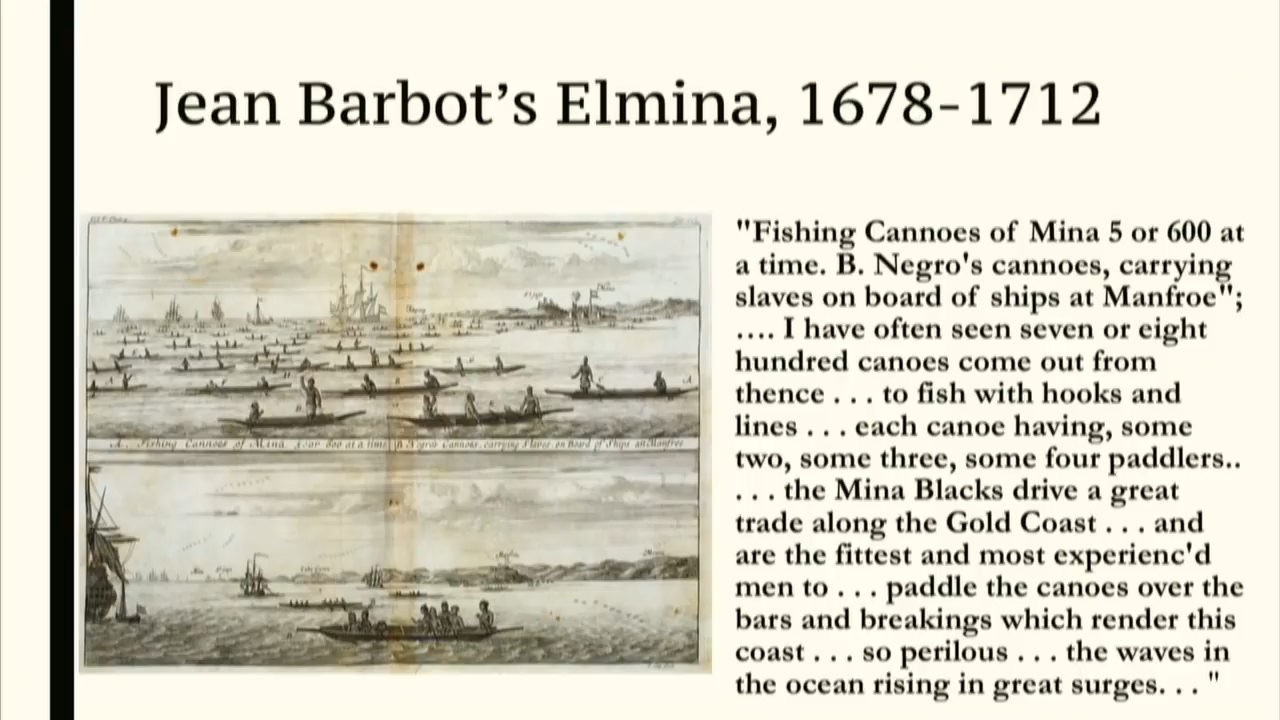 Jean Barbot's Elmina, 1678-1712
"Fishing Cannoes of Mina 5 or 600 at
a time. B. Negro's cannoes, carrying
slaves on board of ships at Manfroe";
.... I have often seen seven or eight
hundred canoes come out from
thence . . . to fish with hooks and
lines . . . each canoe having, some
two, some three, some four paddlers..
. . . the Mina Blacks drive a great
trade along the Gold Coast . . . and
are the fittest and most experienc'd
men to . . . paddle the canoes over the
bars and breakings which render this
coast . . . so perilous . . . the waves in
the ocean rising in great surges. . . "
A. Fishing Cannoes of Mina 5 or 600 at a time B Negro's Cannoes, carrying Slaves, on Board of Ships at Manfroe